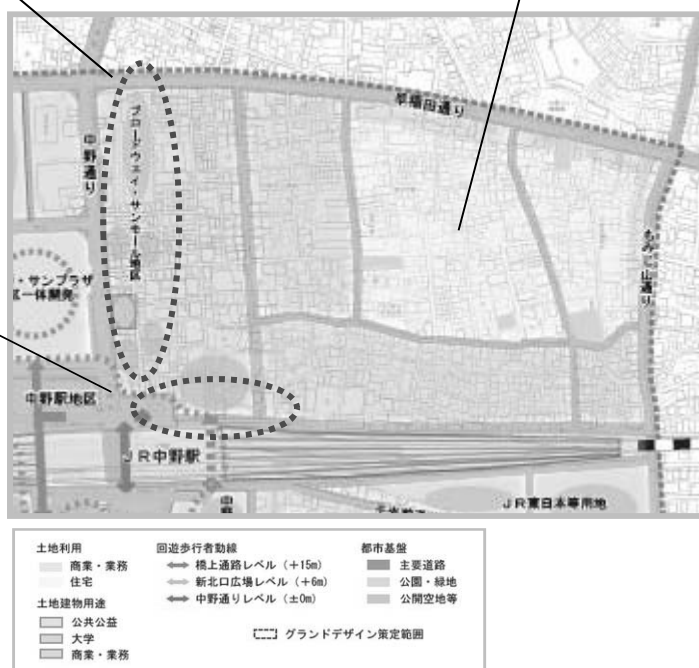 早稲田通り
中野通り
ブロードウェイ・サンモール地区
もみじ山通り
・サンプラザ
区一体開発
中野駅地区
JR中野駅
中野
JR東日本等用地
土地利用
商業・業務
住宅
土地建物用途
公共公益
大学
商業・業務
回遊歩行者動線
橋上通路レベル（＋15m）
新北口広場レベル（＋6m）
中野通りレベル（±0m）
都市基盤
主要道路
公園・緑地
公開空地等
グランドデザイン策定範囲